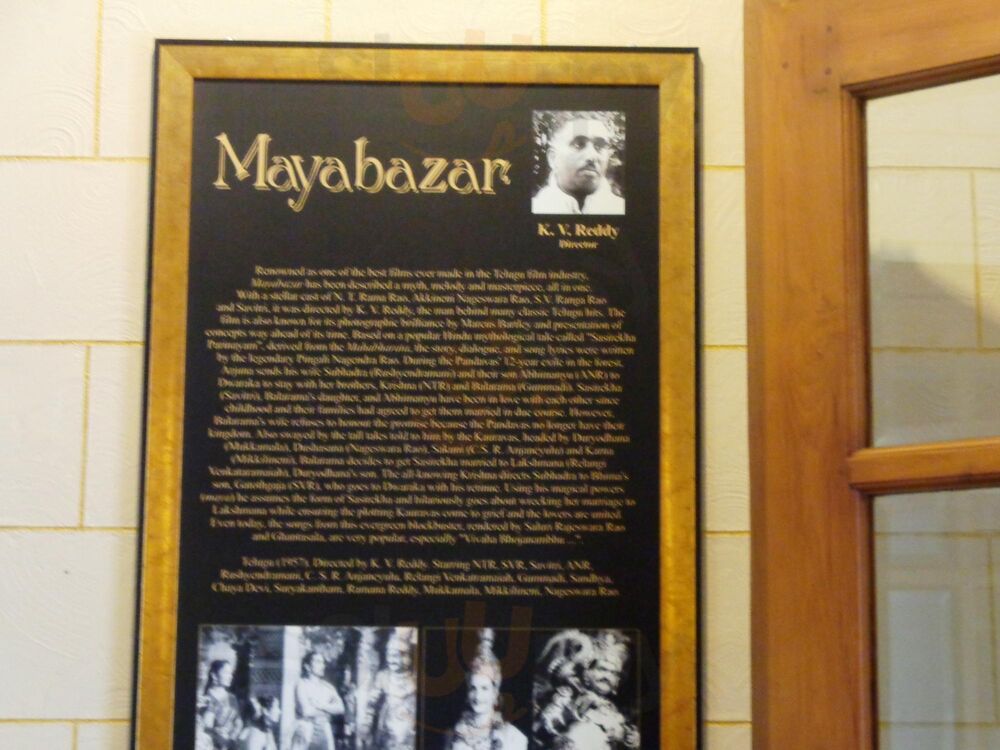 Mayabazar
K. V. Reddy
Director
Renowned as one of the best films ever made in the Telugu film industry,
Mayabazar has been described a myth, melody and masterpiece, all in one.
With a stellar cast of N. T. Rama Rao, Akkineni Nageswara Rao, S.V. Ranga Rao
and Savitri, it was directed by K. V. Reddy, the man behind many classic Telugu hits. The
film is also known for its photographic brilliance by Marcus Bartley and presentation of
concepts way ahead of its time. Based on a popular Hindu mythological tale called "Sasirekha
Parinayam", derived from the Mahabharata, the story, dialogue, and song lyrics were written
by the legendary Pingali Nagendra Rao. During the Pandavas' 12-year exile in the forest,
Arjuna sends his wife Subhadra (Rushyendramani) and their son Abhimanyu (ANR) to
Dwaraka to stay with her brothers, Krishna (NTR) and Balarama (Gummadi). Sasirekha
(Savitri), Balarama's daughter, and Abhimanyu have been in love with each other since
childhood and their families had agreed to get them married in due course. However,
Balarama's wife refuses to honour the promise because the Pandavas no longer have their
kingdom. Also swayed by the tall tales told to him by the Kauravas, headed by Duryodhana
(Mukkamala), Dushasana (Nageswara Rao), Sakuni (C. S. R. Anjaneyulu) and Karna
(Mikkilineni), Balarama decides to get Sasirekha married to Lakshmana (Relangi
Venkataramaiah), Duryodhana's son. The all-knowing Krishna directs Subhadra to Bhima's
son, Gatothgaja (SVR), who goes to Dwaraka with his retinue. Using his magical powers
(maya) he assumes the form of Sasirekha and hilariously goes about wrecking her marriage to
Lakshmana while ensuring the plotting Kauravas come to grief and the lovers are united.
Even today, the songs from this evergreen blockbuster, rendered by Saluri Rajeswara Rao
and Ghantasala, are very popular, especially "Vivaha Bhojanambhu ...".
Telugu (1957). Directed by K. V. Reddy. Starring NTR, SVR, Savitri, ANR,
Rushyendramani, C. S. R. Anjaneyulu, Relangi Venkatramaiah, Gummadi, Sandhya,
Chaya Devi, Suryakantham, Ramana Reddy, Mukkamala, Mikkilineni, Nageswara Rao